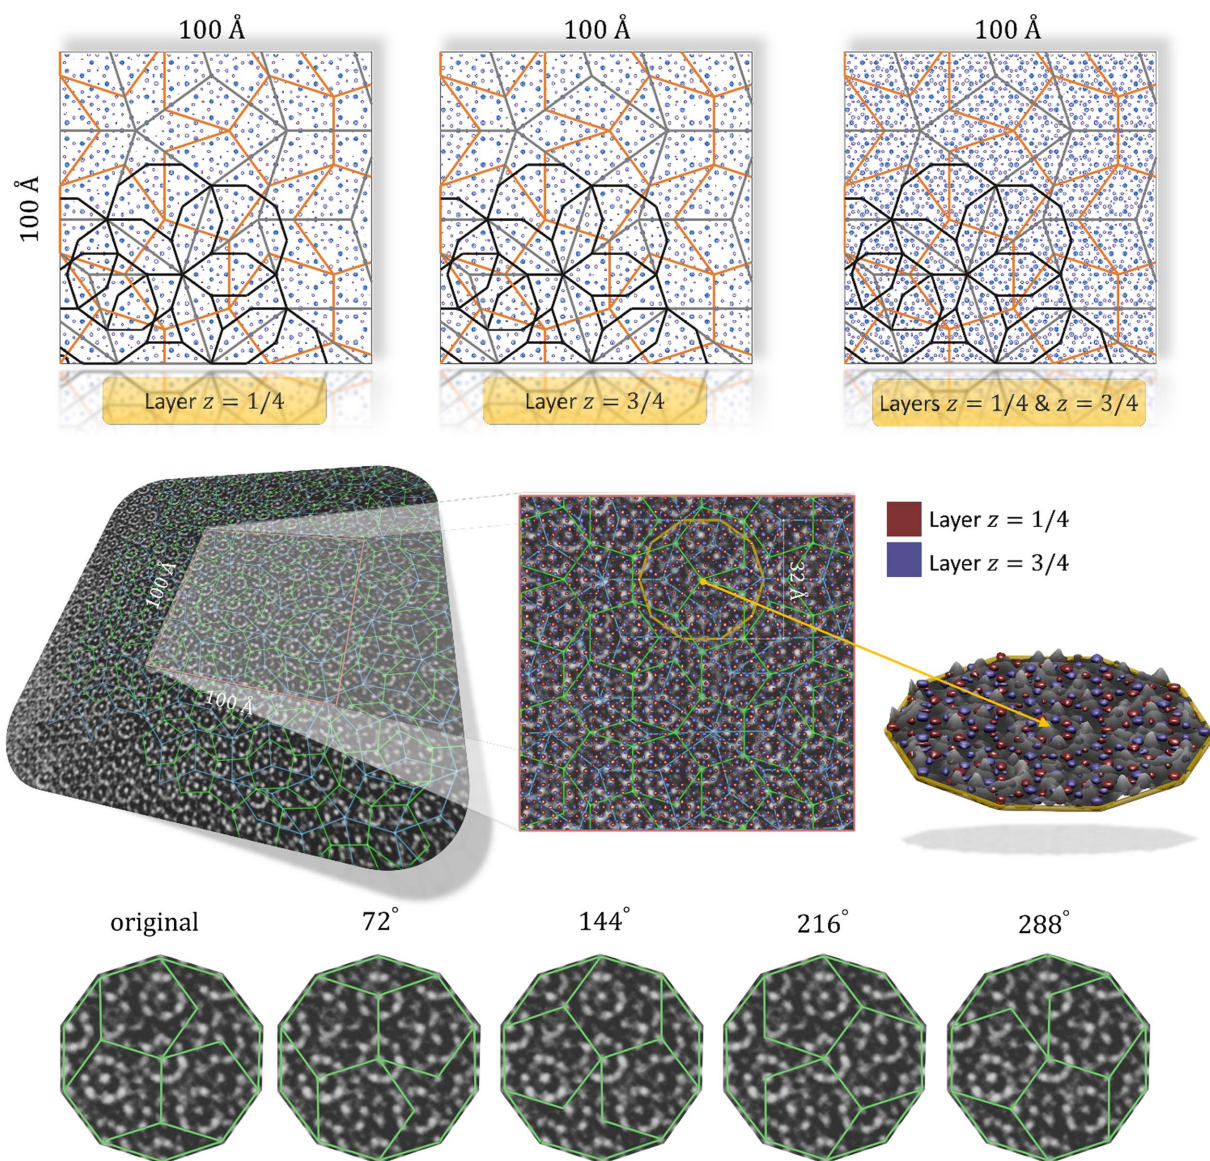 100 Å
100 Å
100 Å
100 Å
Layer z = 1/4
Layer z = 3/4
Layers z = 1/4 & z = 3/4
100 Å
100 Å
32Å
Layer z = 1/4
Layer z = 3/4
original
72°
144°
216°
288°